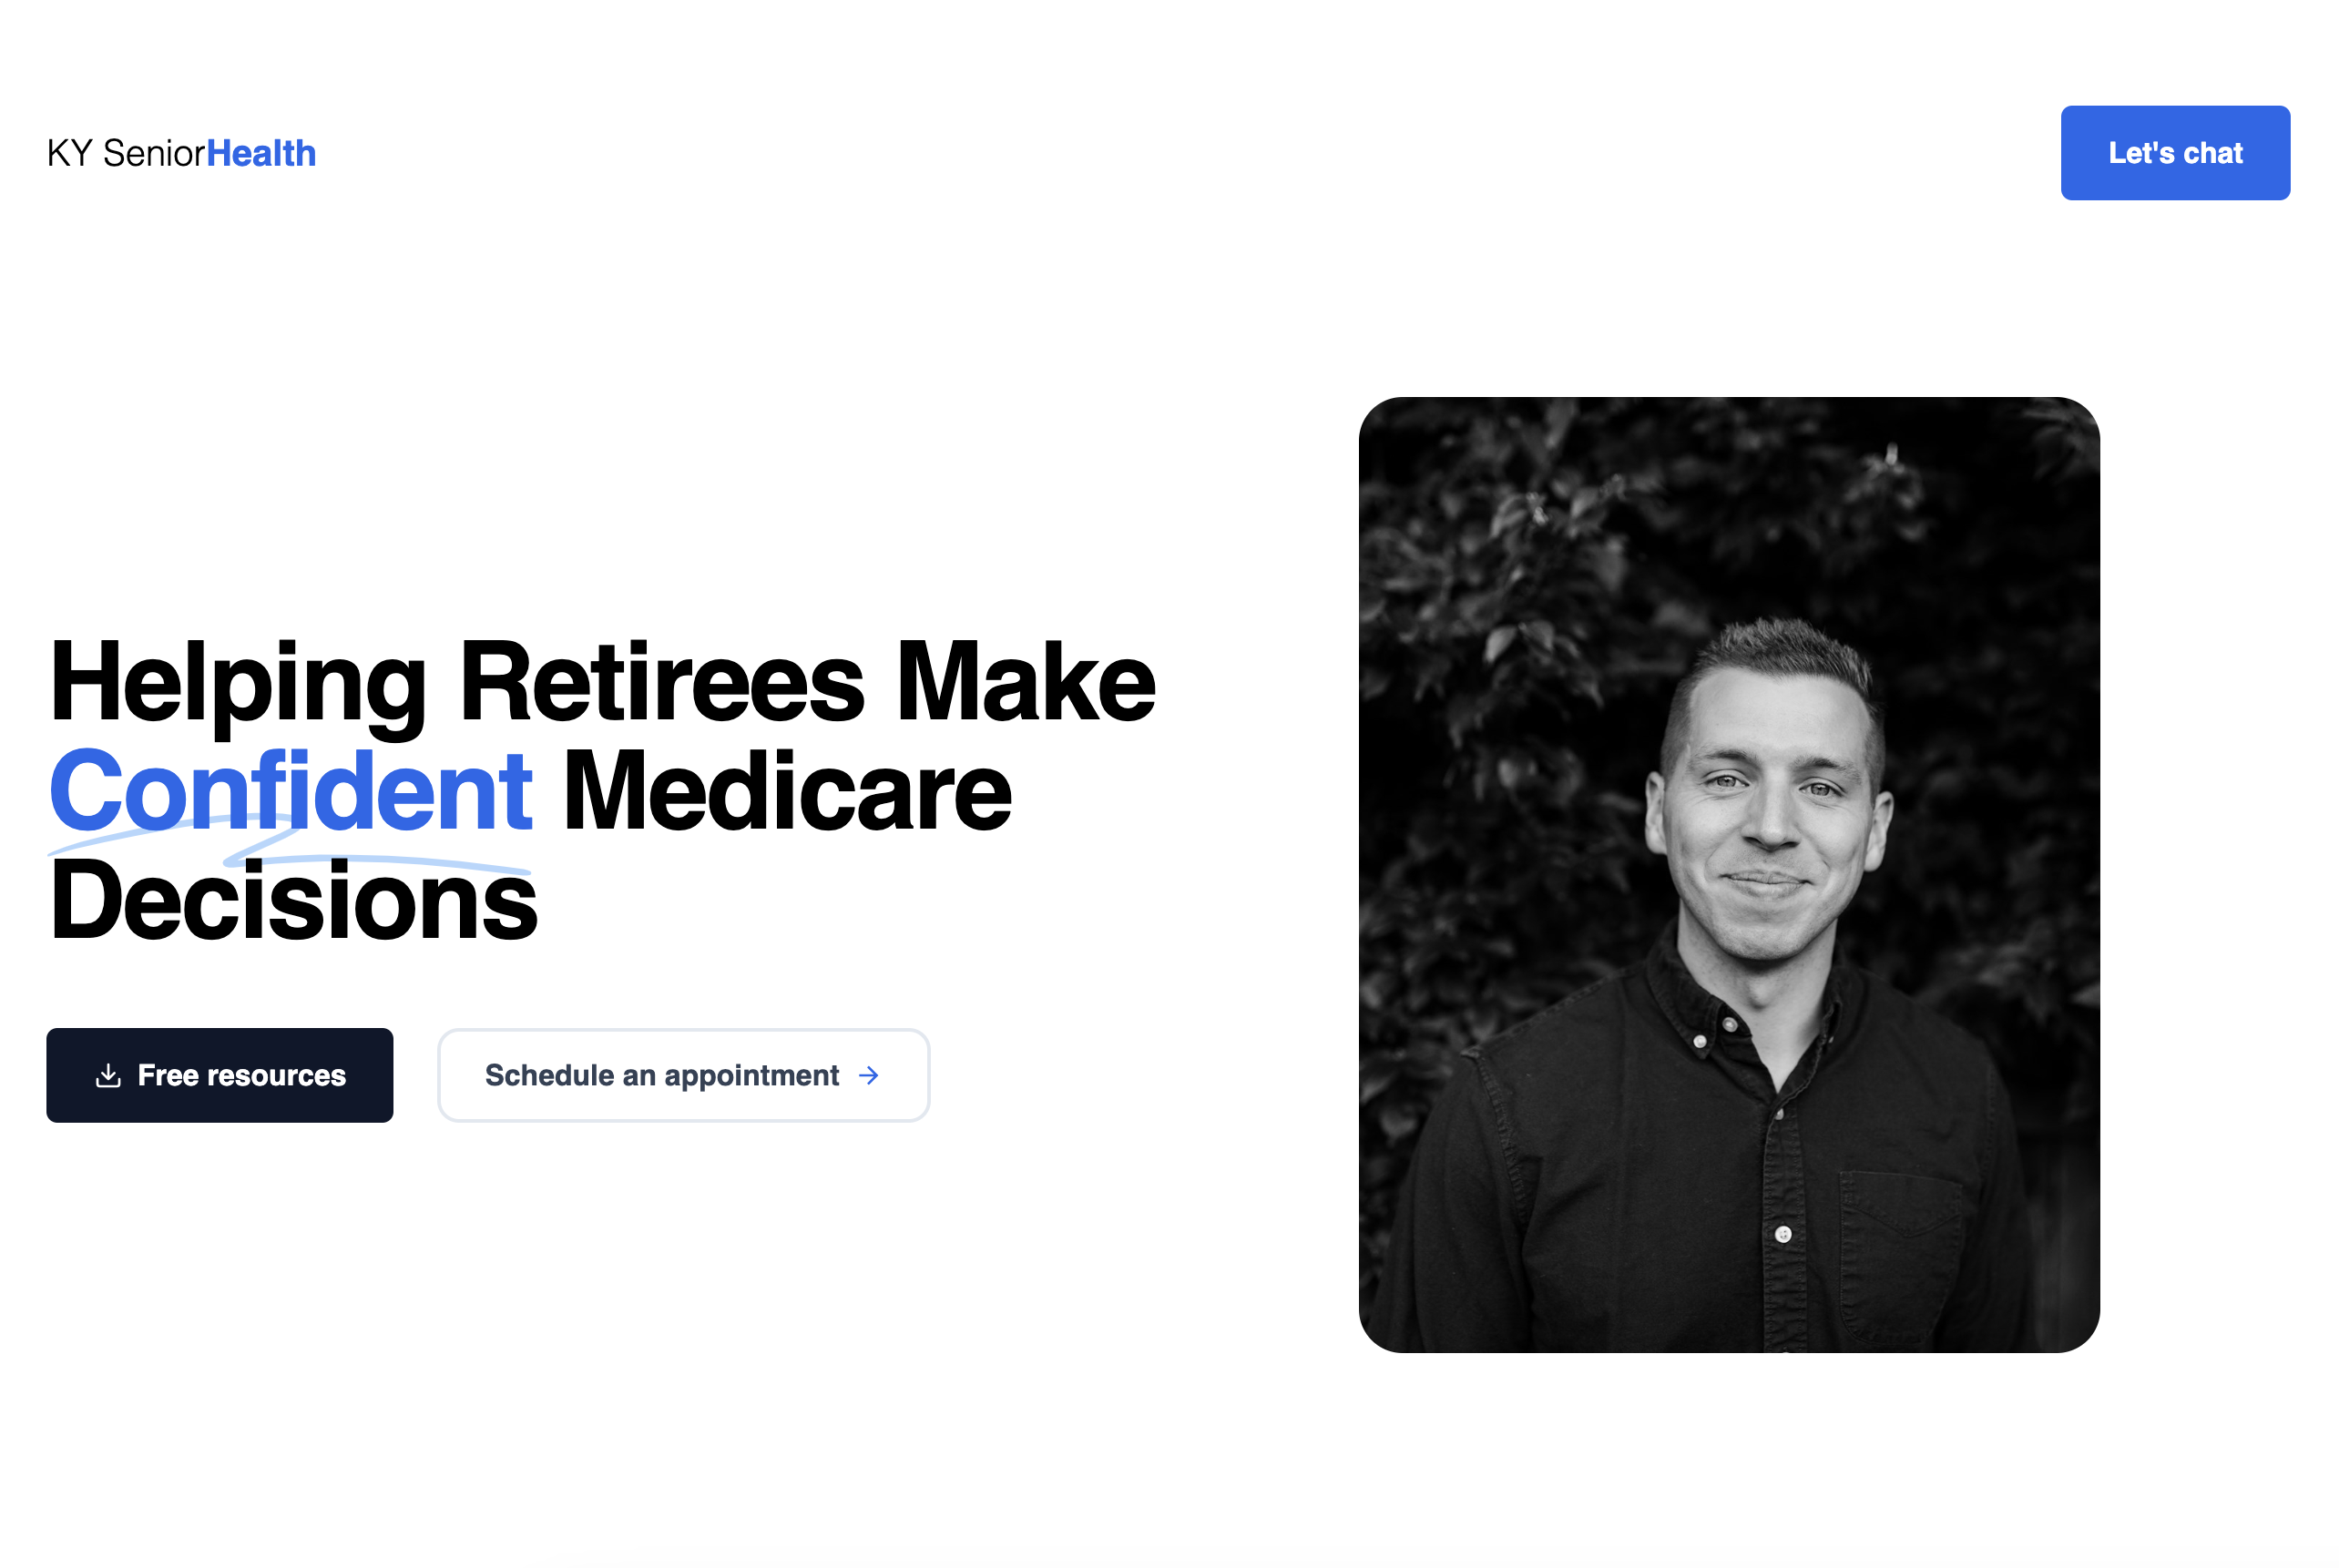 KY SeniorHealth
Let's chat
Helping Retirees Make
Confident Medicare
Decisions
Free resources
Schedule an appointment